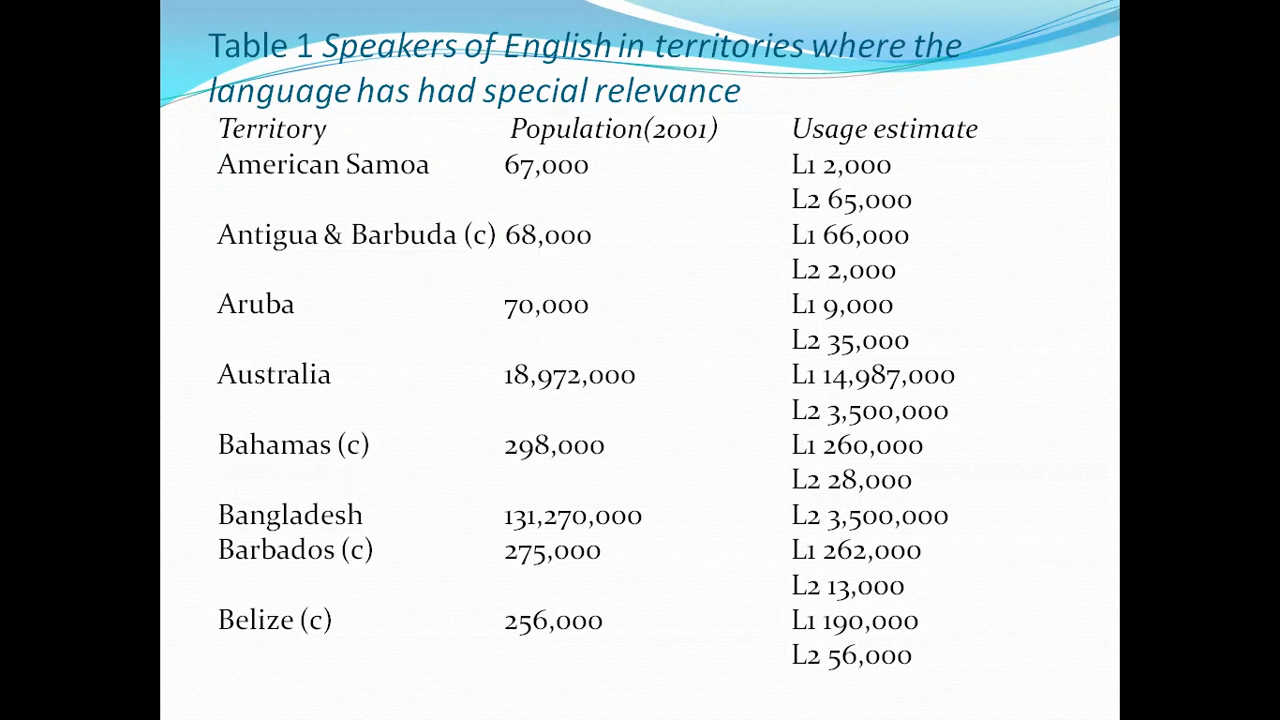 Table 1 Speakers of English in territories where the
language has had special relevance
Territory Population(2001) Usage estimate
American Samoa 67,000 L1 2,000
L2 65,000
Antigua & Barbuda (c) 68,000 L1 66,000
L2 2,000
Aruba 70,000 L1 9,000
L2 35,000
Australia 18,972,000 L1 14,987,000
L2 3,500,000
Bahamas (c) 298,000 L1 260,000
L2 28,000
Bangladesh 131,270,000 L2 3,500,000
Barbados (c) 275,000 L1 262,000
L2 13,000
Belize (c) 256,000 L1 190,000
L2 56,000